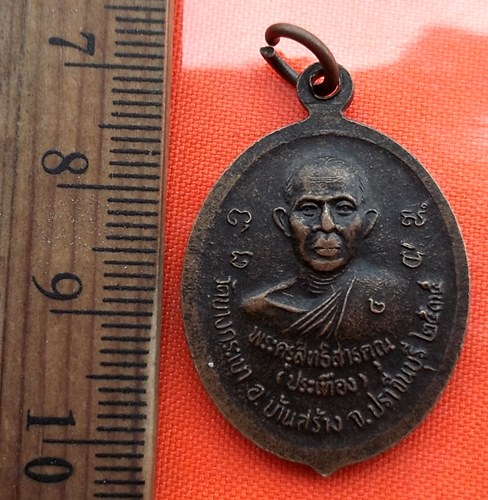 7
8
9
10
๒
พระครูสิทธิสารคุณ
(ประเทือง)
วัดบางกระเบา อ.บ้านสร้าง จ.ปราจีนบุรี ๒๕๓๕